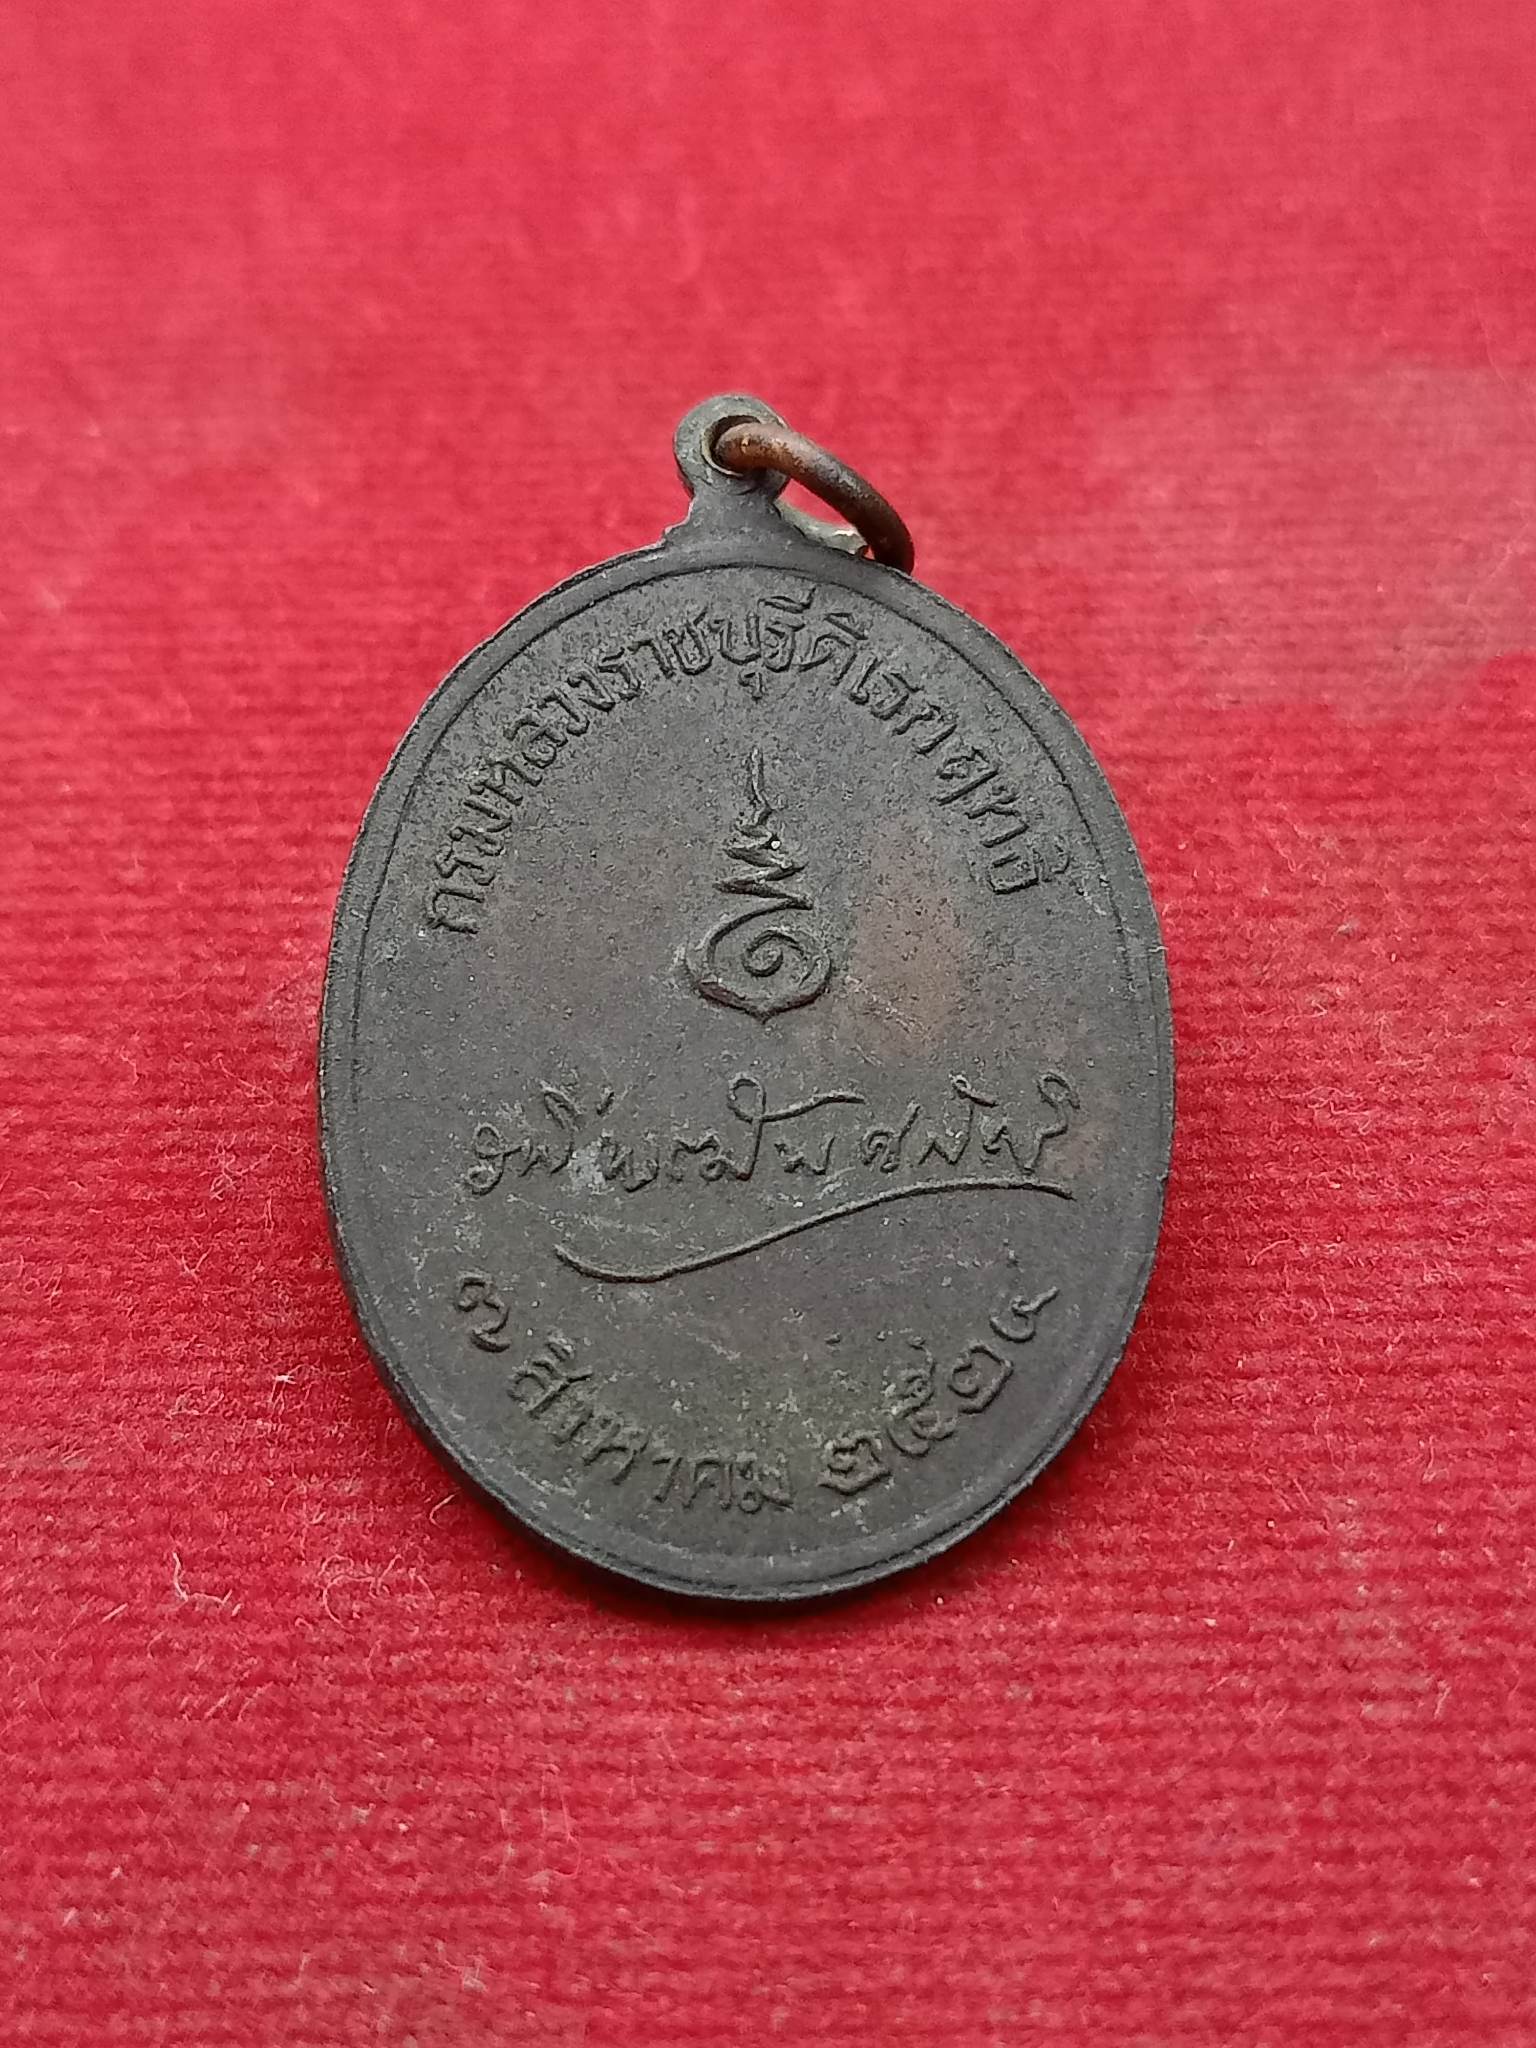 กรมหลวงราชบุรีดิเรกฤทธิ์
๗ สิงหาคม ๒๕๒๙